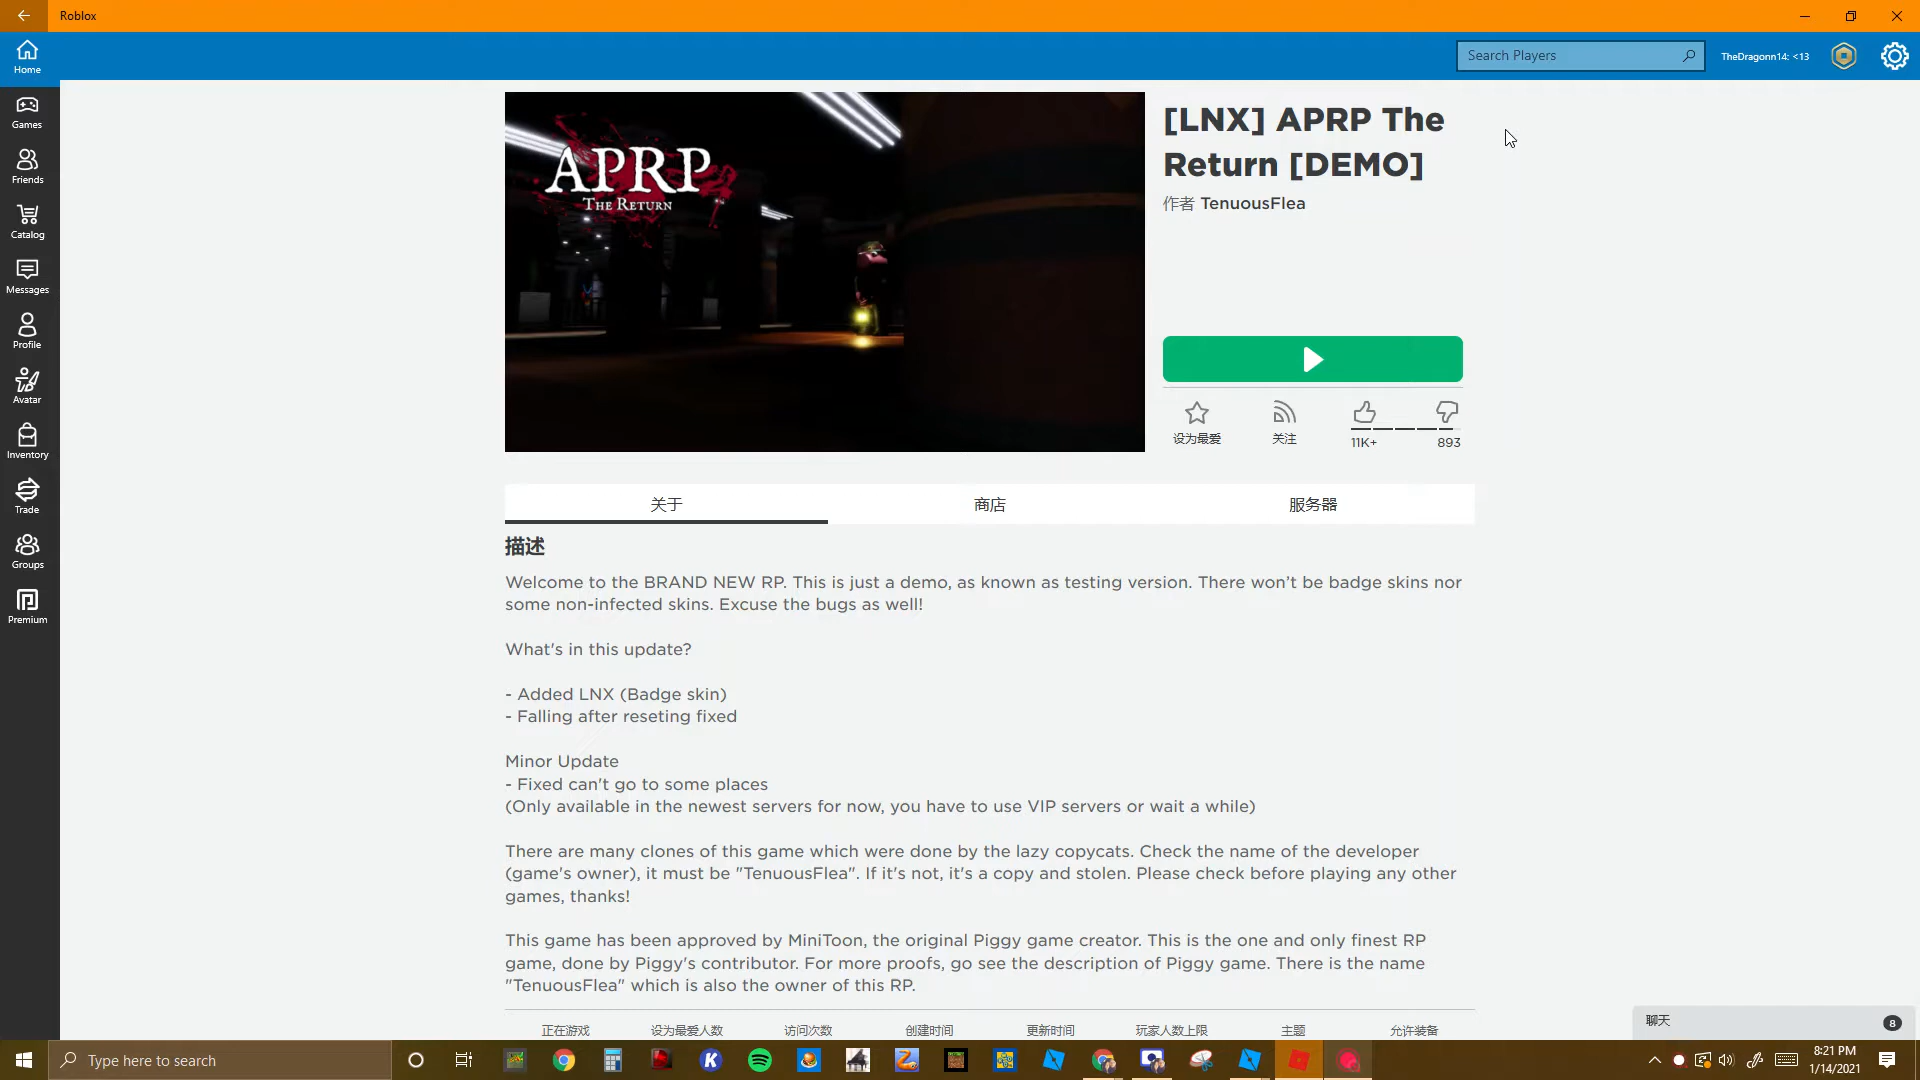 Roblox
Search Players
TheDragonn14: <13
Home
Games
Friends
Catalog
Messages
Profile
Avatar
Inventory
Trade
Groups
Premium
APRP
THE RETURN
[LNX] APRP The
Return [DEMO]
作者 TenuousFlea
设为最爱
关注
11K+
893
关于
商店
服务器
描述
Welcome to the BRAND NEW RP. This is just a demo, as known as testing version. There won't be badge skins nor
some non-infected skins. Excuse the bugs as well!
What's in this update?
- Added LNX (Badge skin)
- Falling after reseting fixed
Minor Update
- Fixed can't go to some places
(Only available in the newest servers for now, you have to use VIP servers or wait a while)
There are many clones of this game which were done by the lazy copycats. Check the name of the developer
(game's owner), it must be "TenuousFlea". If it's not, it's a copy and stolen. Please check before playing any other
games, thanks!
This game has been approved by MiniToon, the original Piggy game creator. This is the one and only finest RP
game, done by Piggy's contributor. For more proofs, go see the description of Piggy game. There is the name
"TenuousFlea" which is also the owner of this RP.
正在游戏 设为最爱人数 访问次数 创建时间 更新时间 玩家人数上限 主题 允许装备
聊天
8
Type here to search
8:21 PM
1/14/2021